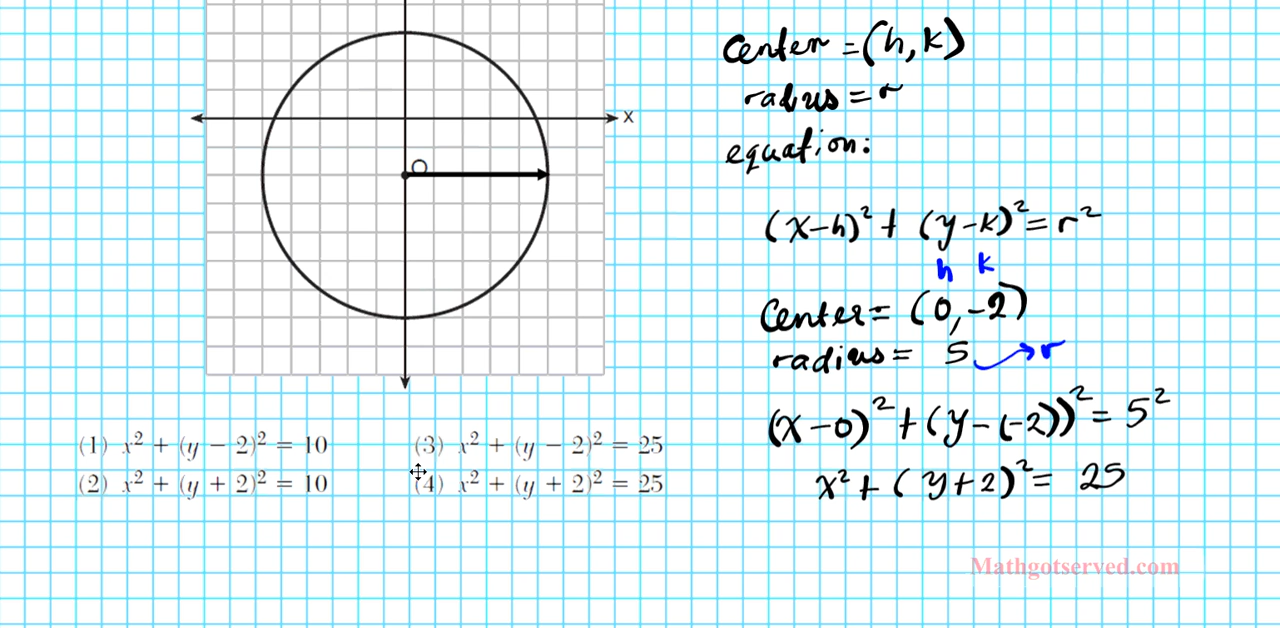 center = (h, k)
radius = r
x
equation:
O
(x-h)² + (y-k)² = r²
h k
Center = (0, -2)
radius = 5 → r
(x-0)² + (y-(-2))² = 5²
(1) x² + (y − 2)² = 10
(3) x² + (y − 2)² = 25
(2) x² + (y + 2)² = 10
(4) x² + (y + 2)² = 25
x² + (y+2)² = 25
Mathgotserved.com